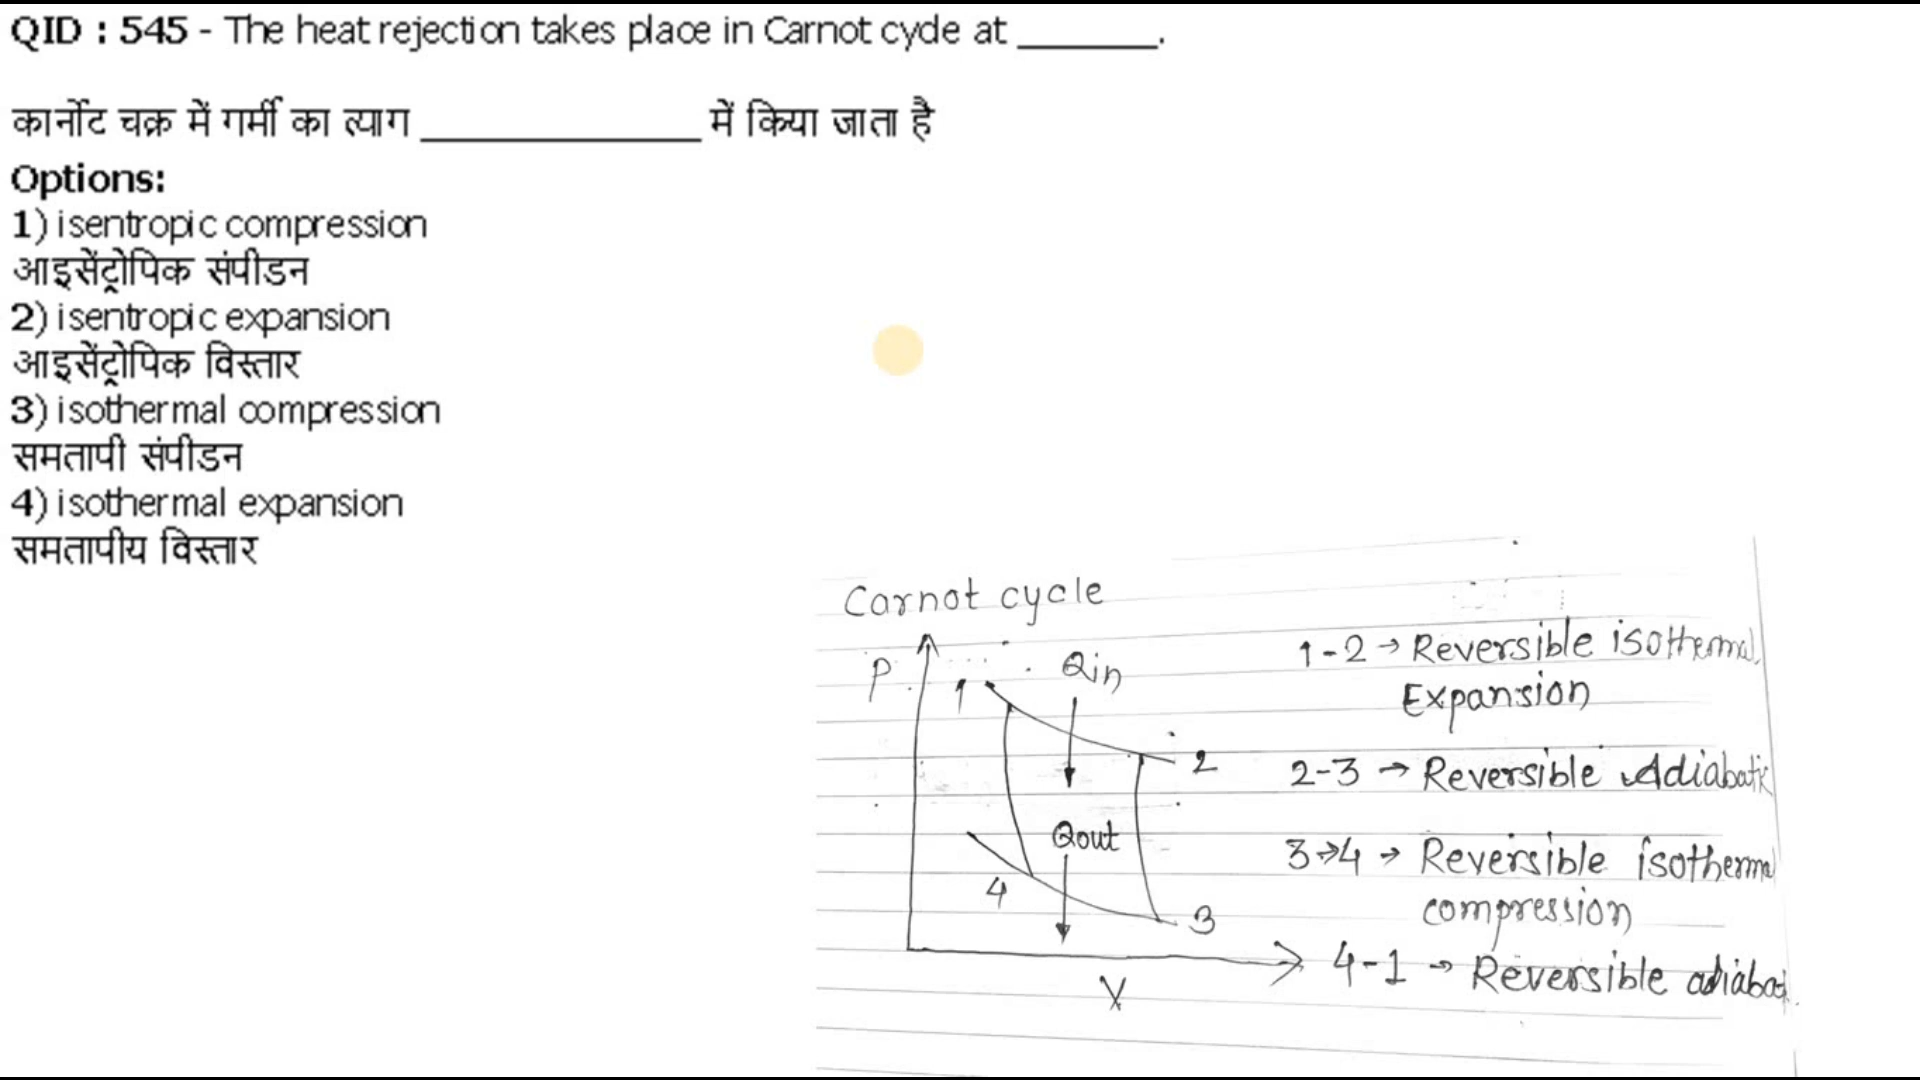 QID : 545 - The heat rejection takes place in Carnot cycle at _______.
कार्नोट चक्र में गर्मी का त्याग ______________ में किया जाता है
Options:
1) isentropic compression
आइसेंट्रोपिक संपीडन
2) isentropic expansion
आइसेंट्रोपिक विस्तार
3) isothermal compression
समतापी संपीडन
4) isothermal expansion
समतापीय विस्तार
Carnot cycle
P
1
Qin
2
Qout
4
3
V
1-2 → Reversible isothermal
Expansion
2-3 → Reversible Adiabatic
3→4 → Reversible isotherma
compression
4-1 → Reversible adiabat